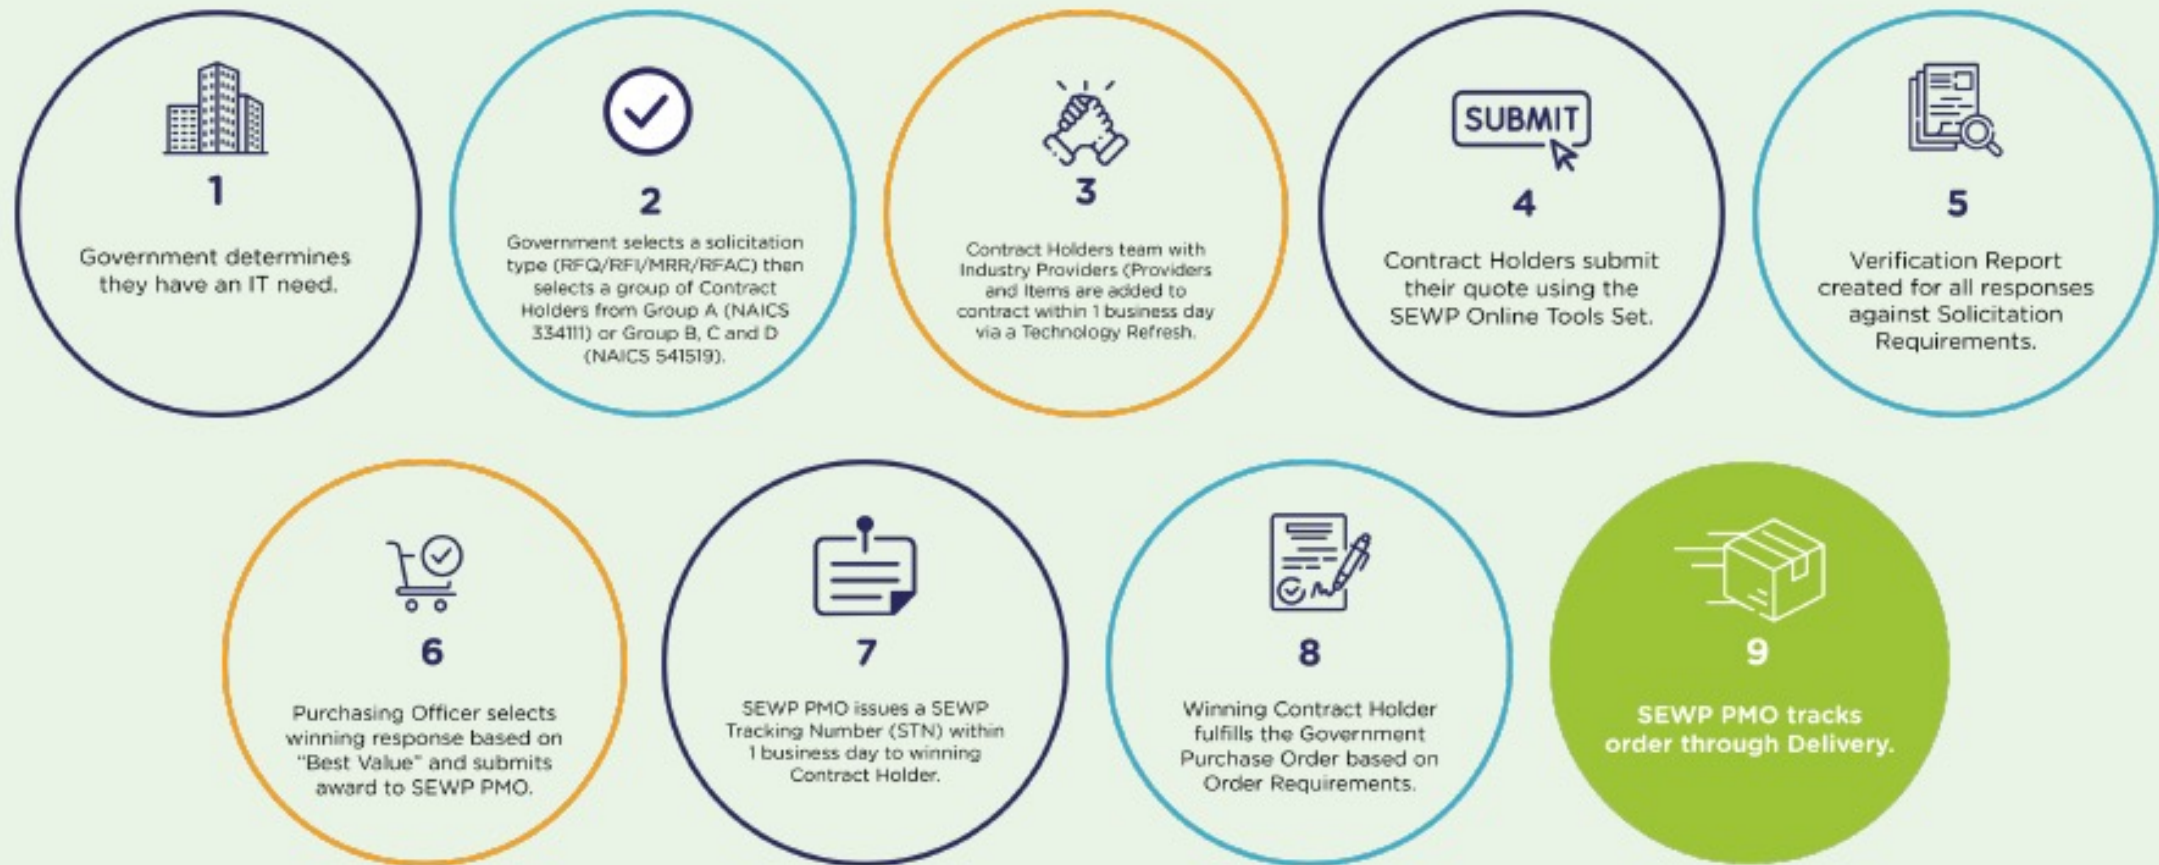 1
Government determines
they have an IT need.
2
Government selects a solicitation
type (RFQ/RFI/MRR/RFAC) then
selects a group of Contract
Holders from Group A (NAICS
334111) or Group B, C and D
(NAICS 541519).
3
Contract Holders team with
Industry Providers (Providers
and Items are added to
contract within 1 business day
via a Technology Refresh.
SUBMIT
4
Contract Holders submit
their quote using the
SEWP Online Tools Set.
5
Verification Report
created for all responses
against Solicitation
Requirements.
6
Purchasing Officer selects
winning response based on
"Best Value" and submits
award to SEWP PMO.
7
SEWP PMO issues a SEWP
Tracking Number (STN) within
1 business day to winning
Contract Holder.
8
Winning Contract Holder
fulfills the Government
Purchase Order based on
Order Requirements.
9
SEWP PMO tracks
order through Delivery.